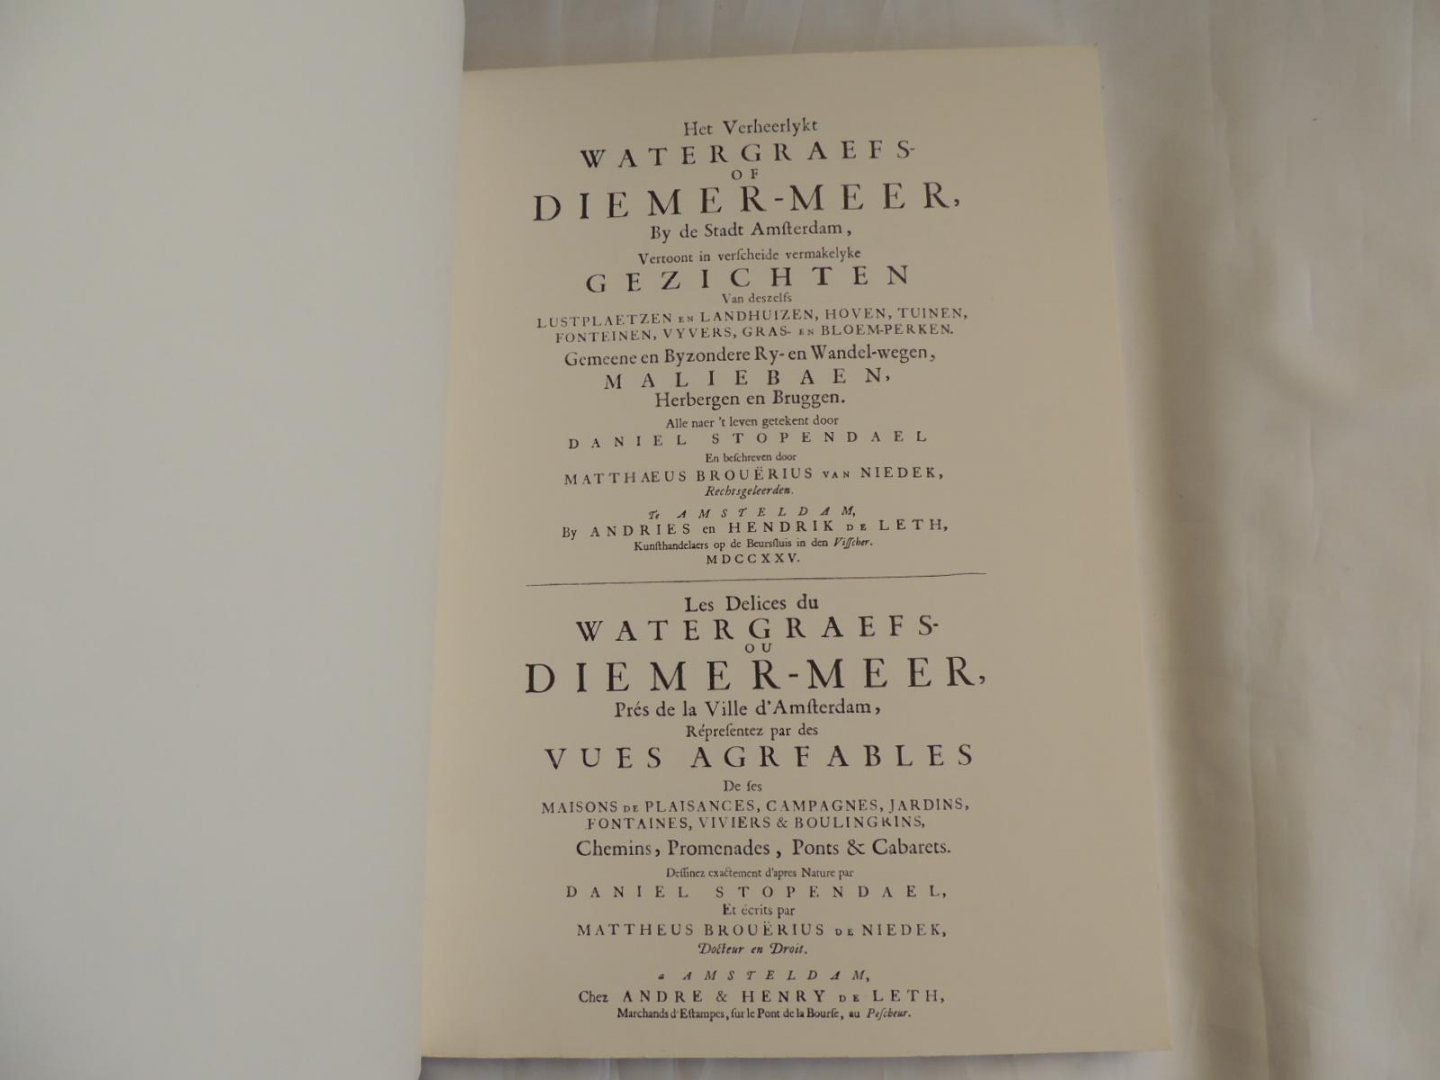 Het Verheerlykt
WATERGRAEFS-
OF
DIEMER-MEER,
By de Stadt Amſterdam,
Vertoont in verſcheide vermakelyke
GEZICHTEN
Van deszelfs
LUSTPLAETZEN EN LANDHUIZEN, HOVEN, TUINEN,
FONTEINEN, VYVERS, GRAS- EN BLOEM-PERKEN.
Gemeene en Byzondere Ry- en Wandel-wegen,
MALIEBAEN,
Herbergen en Bruggen.
Alle naer 't leven getekent door
DANIEL STOPENDAEL
En beſchreven door
MATTHAEUS BROUËRIUS VAN NIEDEK,
Rechtsgeleerden.
Te AMSTELDAM,
By ANDRIES en HENDRIK DE LETH,
Kunſthandelaers op de Beursſluis in den Viſſcher.
MDCCXXV.
Les Delices du
WATERGRAEFS-
OU
DIEMER-MEER,
Prés de la Ville d'Amſterdam,
Répreſentez par des
VUES AGREABLES
De ſes
MAISONS DE PLAISANCES, CAMPAGNES, JARDINS,
FONTAINES, VIVIERS & BOULINGRINS,
Chemins, Promenades, Ponts & Cabarets.
Deſſinez exactement d'apres Nature par
DANIEL STOPENDAEL,
Et écrits par
MATTHEUS BROUËRIUS DE NIEDEK,
Docteur en Droit.
a AMSTELDAM,
Chez ANDRE & HENRY DE LETH,
Marchands d'Eſtampes, ſur le Pont de la Bourſe, au Peſcheur.